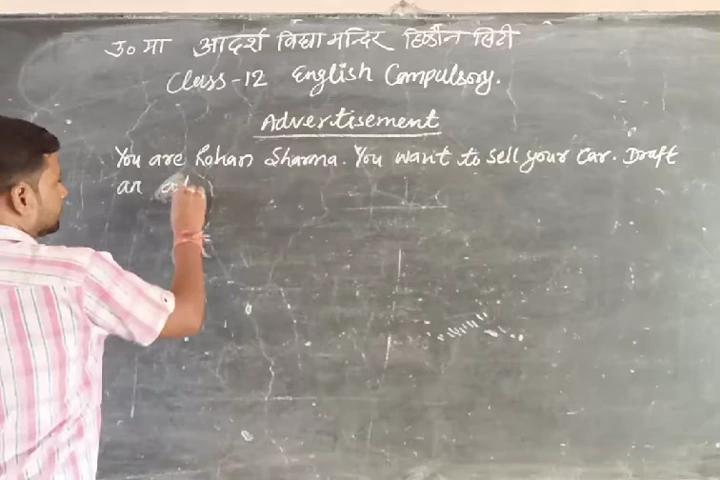 उ० मा आदर्श विद्या मन्दिर हिण्डौन सिटी
Class-12 English Compulsory.
Advertisement
You are Rohan Sharma. You want to sell your car. Draft
an ad